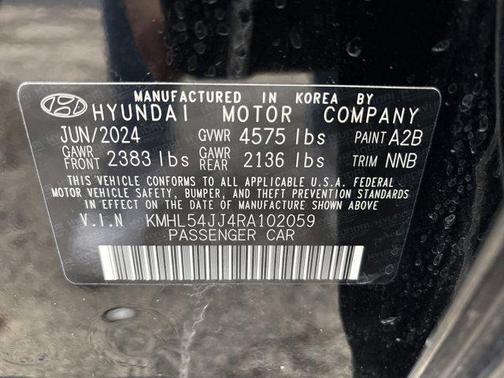 MANUFACTURED IN KOREA BY
HYUNDAI MOTOR COMPANY
JUN/2024 GVWR 4575 lbs PAINT A2B
GAWR FRONT 2383 lbs GAWR REAR 2136 lbs TRIM NNB
THIS VEHICLE CONFORMS TO ALL APPLICABLE U.S.A. FEDERAL
MOTOR VEHICLE SAFETY, BUMPER, AND THEFT PREVENTION
STANDARDS IN EFFECT ON THE DATE OF MANUFACTURE SHOWN ABOVE.
V.I.N KMHL54JJ4RA102059
PASSENGER CAR